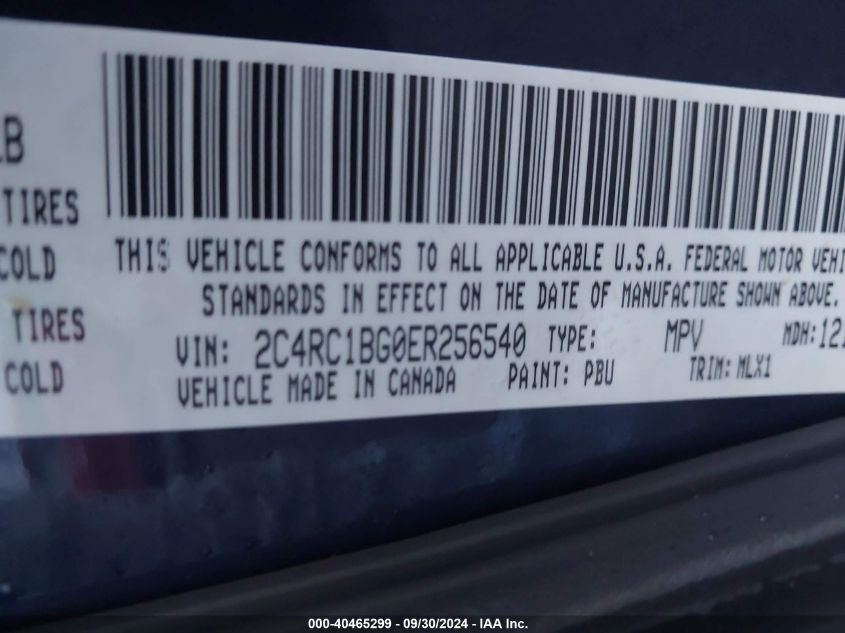 LB
TIRES
COLD
TIRES
COLD
THIS VEHICLE CONFORMS TO ALL APPLICABLE U.S.A. FEDERAL MOTOR VEHI
STANDARDS IN EFFECT ON THE DATE OF MANUFACTURE SHOWN ABOVE.
VIN: 2C4RC1BG0ER256540 TYPE: MPV MDH: 12
VEHICLE MADE IN CANADA PAINT: PBU TRIM: MLX1
000-40465299 - 09/30/2024 - IAA Inc.